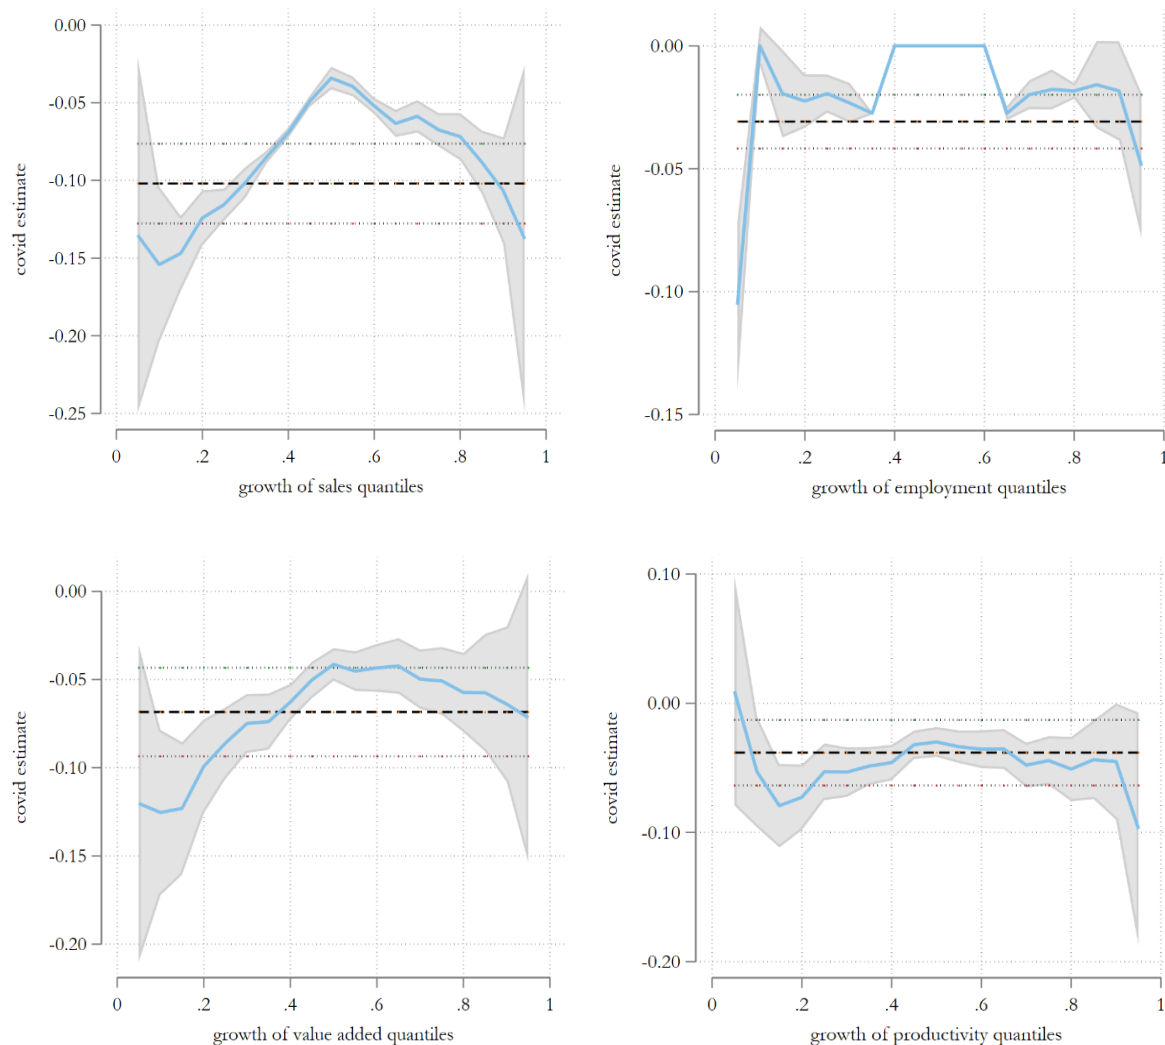 0.00
-0.05
-0.10
-0.15
-0.20
-0.25
covid estimate
0 .2 .4 .6 .8 1
growth of sales quantiles
0.00
-0.05
-0.10
-0.15
covid estimate
0 .2 .4 .6 .8 1
growth of employment quantiles
0.00
-0.05
-0.10
-0.15
-0.20
covid estimate
0 .2 .4 .6 .8 1
growth of value added quantiles
0.10
0.00
-0.10
-0.20
covid estimate
0 .2 .4 .6 .8 1
growth of productivity quantiles